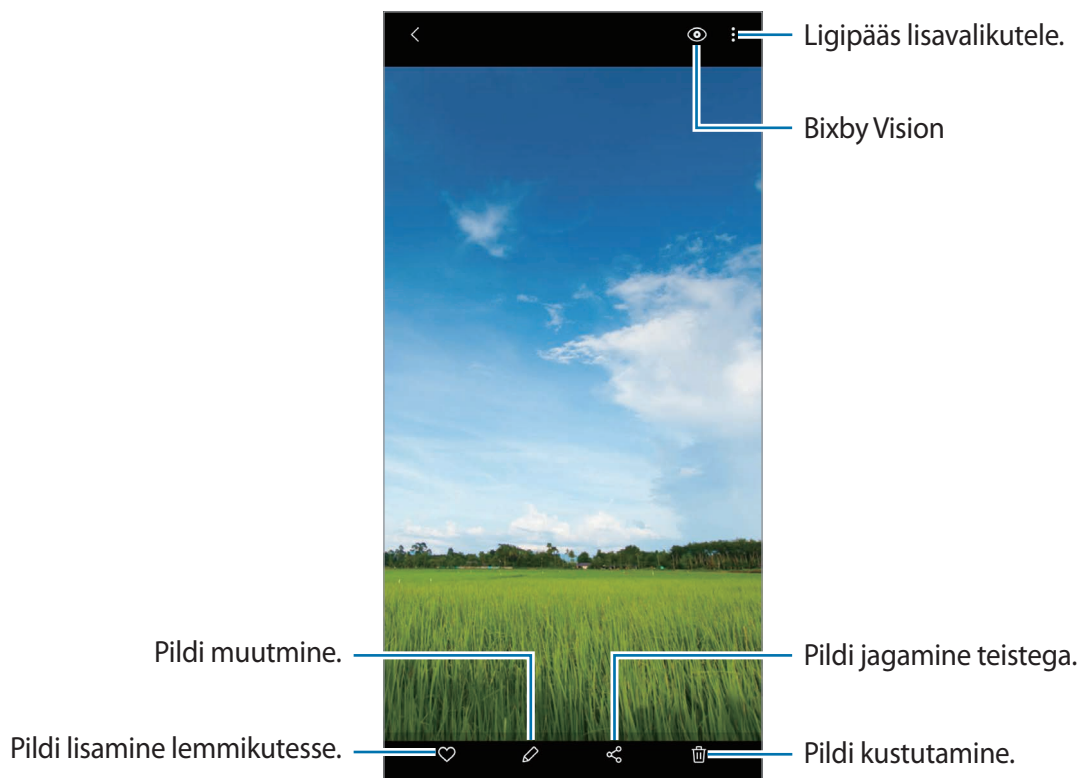 Ligipääs lisavalikutele.
Bixby Vision
Pildi muutmine.
Pildi jagamine teistega.
Pildi lisamine lemmikutesse.
Pildi kustutamine.